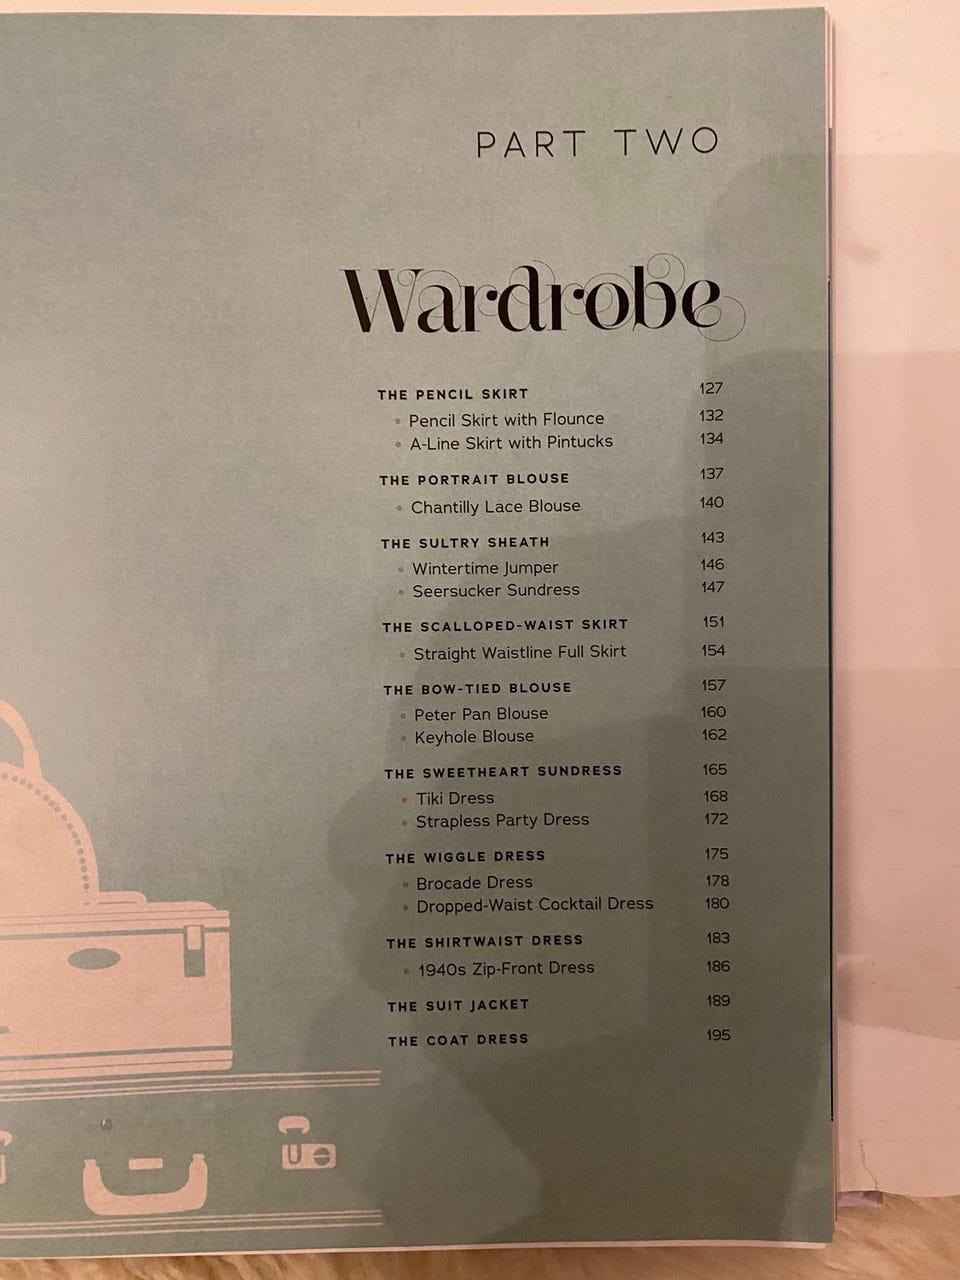 PART TWO
Wardrobe
THE PENCIL SKIRT 127
• Pencil Skirt with Flounce 132
• A-Line Skirt with Pintucks 134
THE PORTRAIT BLOUSE 137
• Chantilly Lace Blouse 140
THE SULTRY SHEATH 143
• Wintertime Jumper 146
• Seersucker Sundress 147
THE SCALLOPED-WAIST SKIRT 151
• Straight Waistline Full Skirt 154
THE BOW-TIED BLOUSE 157
• Peter Pan Blouse 160
• Keyhole Blouse 162
THE SWEETHEART SUNDRESS 165
• Tiki Dress 168
• Strapless Party Dress 172
THE WIGGLE DRESS 175
• Brocade Dress 178
• Dropped-Waist Cocktail Dress 180
THE SHIRTWAIST DRESS 183
• 1940s Zip-Front Dress 186
THE SUIT JACKET 189
THE COAT DRESS 195